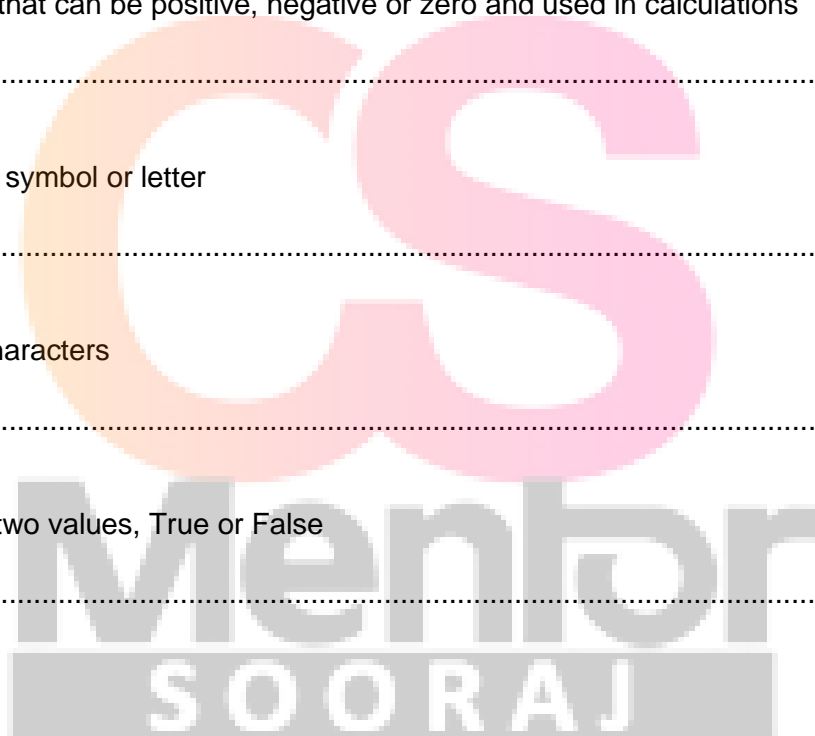 that can be positive, negative or zero and used in calculations
symbol or letter
two values, True or False
CS
Mentor
SOORAJ